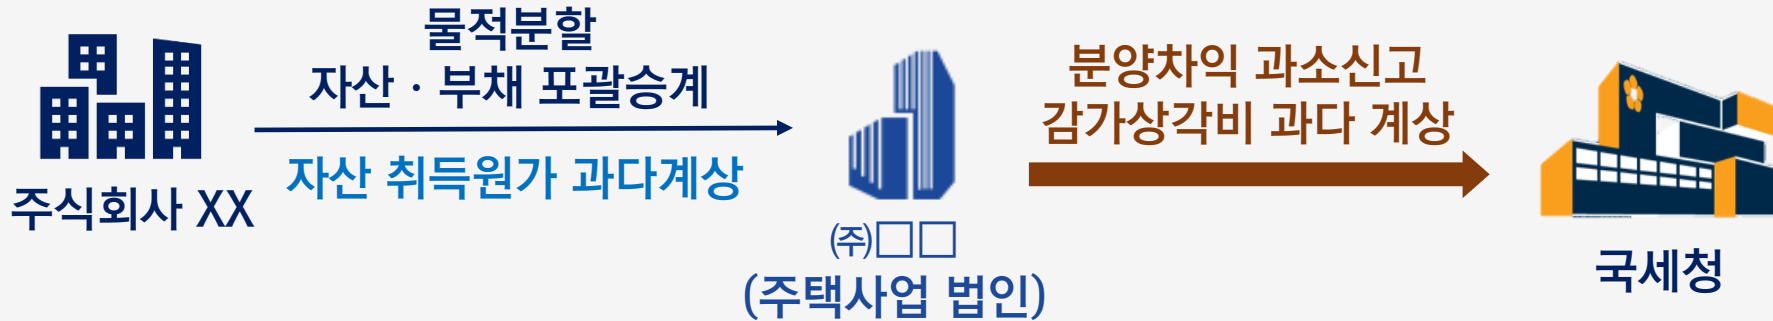 물적분할
자산 · 부채 포괄승계
자산 취득원가 과다계상
주식회사 XX
㈜□□
(주택사업 법인)
분양차익 과소신고
감가상각비 과다 계상
국세청